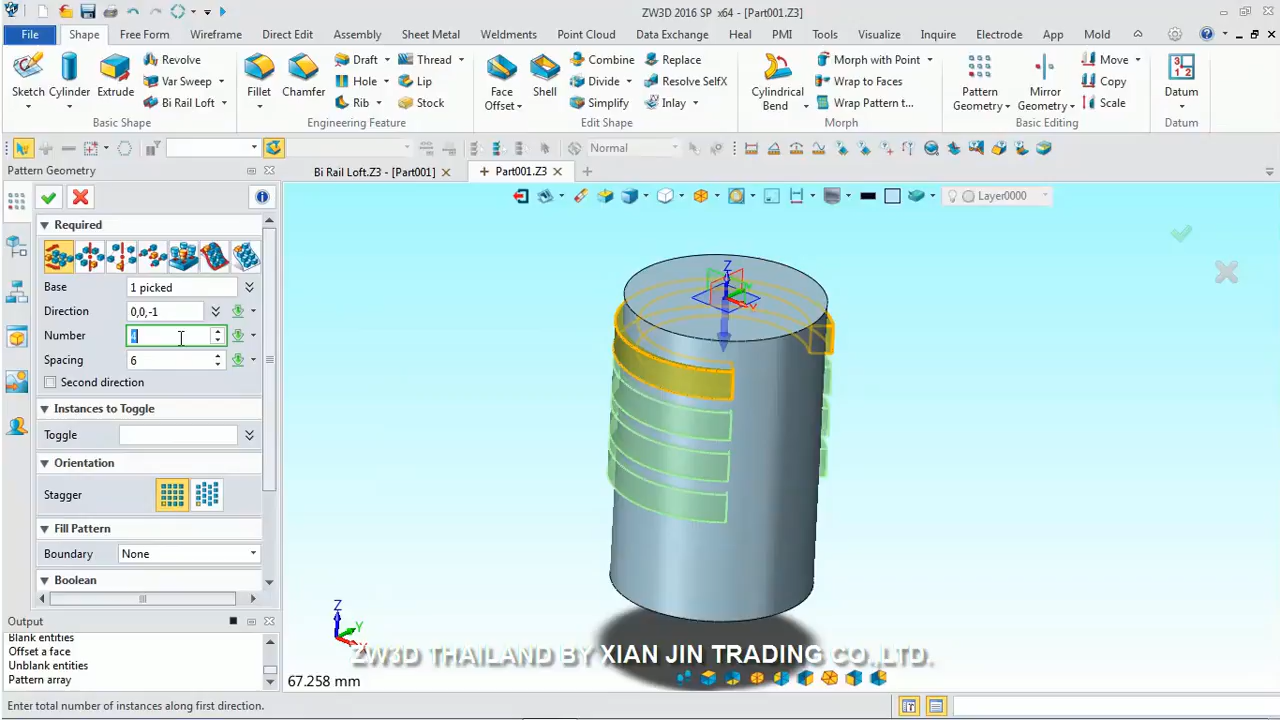 ZW3D 2016 SP x64 - [Part001.Z3]
File Shape Free Form Wireframe Direct Edit Assembly Sheet Metal Weldments Point Cloud Data Exchange Heal PMI Tools Visualize Inquire Electrode App Mold
Revolve Draft Thread Combine Replace Morph with Point Move
Sketch Cylinder Extrude Var Sweep Fillet Chamfer Hole Lip Face Offset Shell Divide Resolve SelfX Cylindrical Bend Wrap to Faces Pattern Geometry Mirror Geometry Copy Datum
Bi Rail Loft Rib Stock Simplify Inlay Wrap Pattern t... Scale
Basic Shape Engineering Feature Edit Shape Morph Basic Editing Datum
Normal
Pattern Geometry Bi Rail Loft.Z3 - [Part001] Part001.Z3
Layer0000
Required
Base 1 picked
Direction 0,0,-1
Number 4
Spacing 6
Second direction
Instances to Toggle
Toggle
Orientation
Stagger
Fill Pattern
Boundary None
Boolean
Output
Blank entities
Offset a face
Unblank entities
Pattern array
Z
Z
Y
ZW3D THAILAND BY XIAN JIN TRADING CO.,LTD.
67.258 mm
Enter total number of instances along first direction.